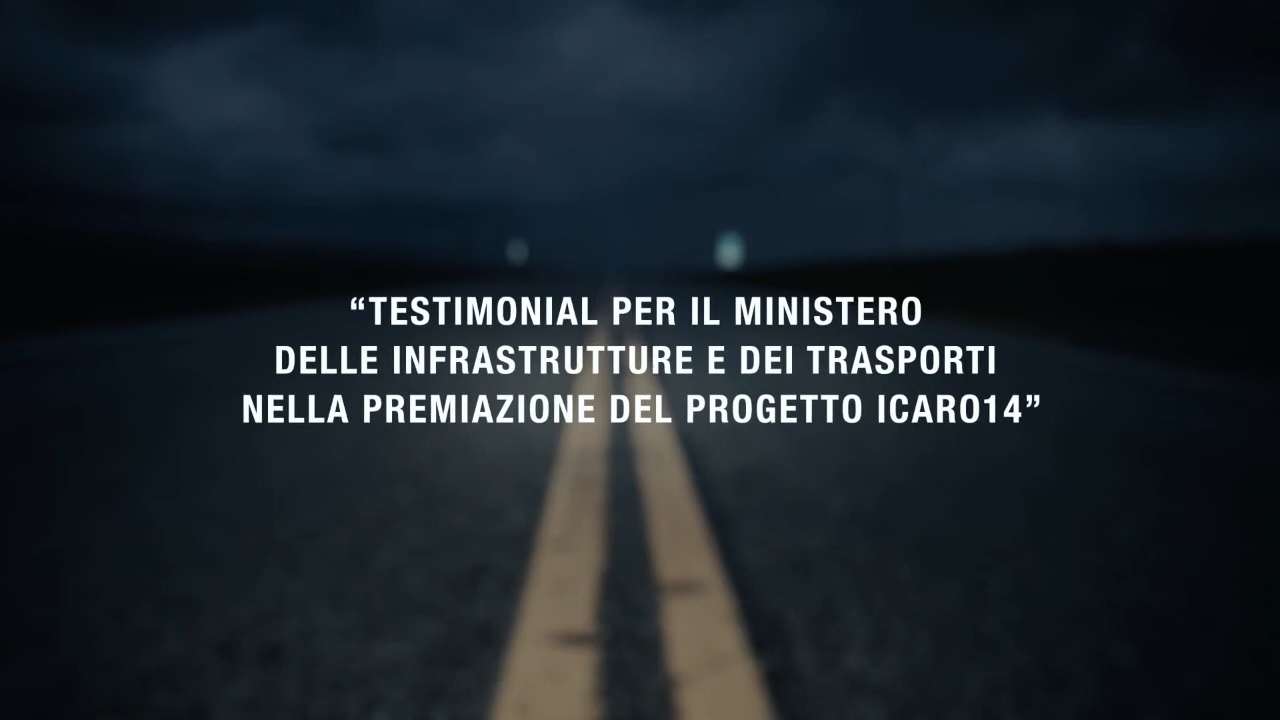 “TESTIMONIAL PER IL MINISTERO
DELLE INFRASTRUTTURE E DEI TRASPORTI
NELLA PREMIAZIONE DEL PROGETTO ICARO14”